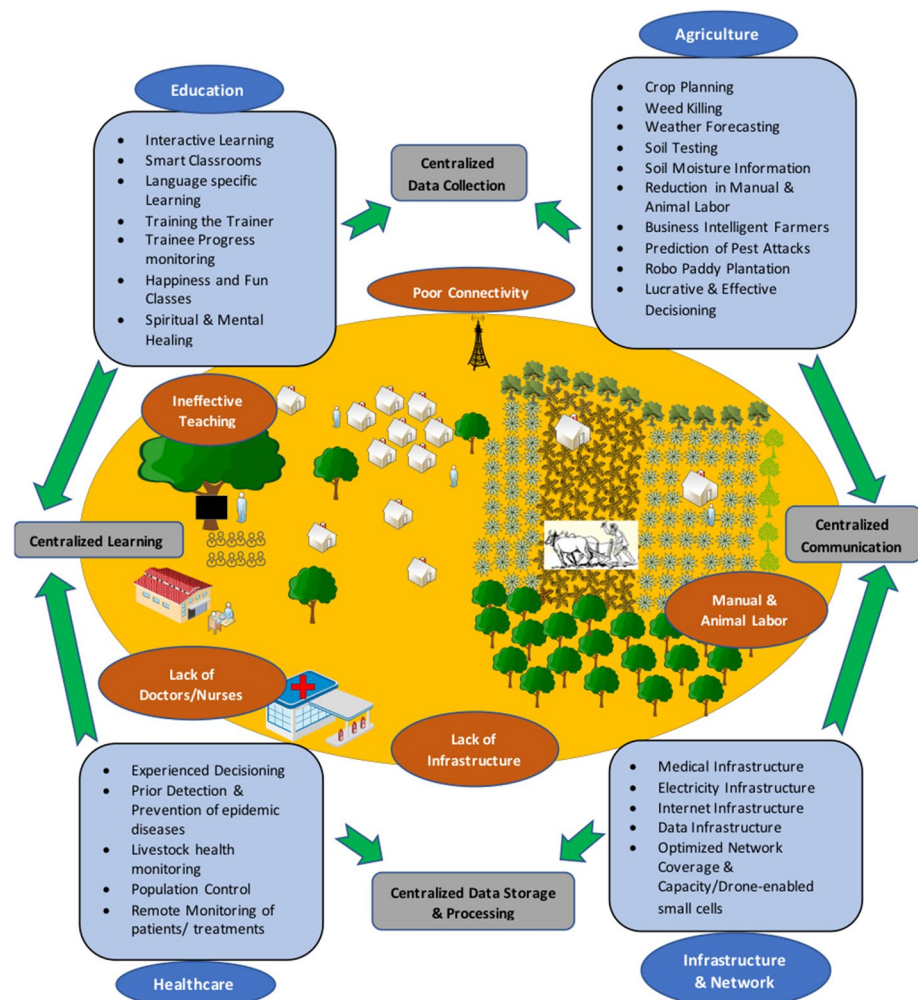 Agriculture
Crop Planning
Weed Killing
Weather Forecasting
Soil Testing
Soil Moisture Information
Reduction in Manual &
Animal Labor
Business Intelligent Farmers
Prediction of Pest Attacks
Robo Paddy Plantation
Lucrative & Effective
Decisioning
Education
Interactive Learning
Smart Classrooms
Language specific
Learning
Training the Trainer
Trainee Progress
monitoring
Happiness and Fun
Classes
Spiritual & Mental
Healing
Centralized
Data Collection
Poor Connectivity
Ineffective
Teaching
Centralized Learning
Centralized
Communication
Manual &
Animal Labor
Lack of
Doctors/Nurses
Lack of
Infrastructure
Experienced Decisioning
Prior Detection &
Prevention of epidemic
diseases
Livestock health
monitoring
Population Control
Remote Monitoring of
patients/ treatments
Healthcare
Centralized Data Storage
& Processing
Medical Infrastructure
Electricity Infrastructure
Internet Infrastructure
Data Infrastructure
Optimized Network
Coverage &
Capacity/Drone-enabled
small cells
Infrastructure
& Network